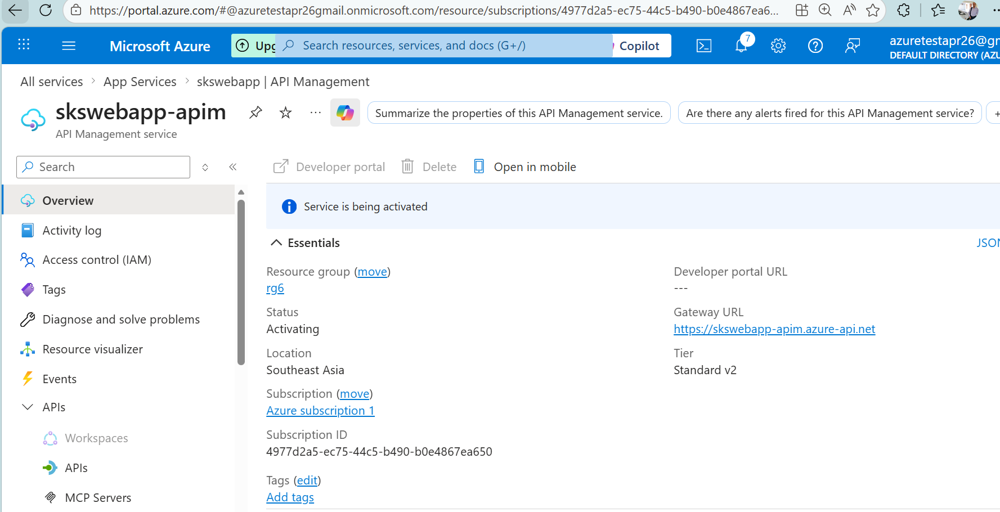 https://portal.azure.com/#@azuretestapr26gmail.onmicrosoft.com/resource/subscriptions/4977d2a5-ec75-44c5-b490-b0e4867ea6...
Microsoft Azure
Upg
Search resources, services, and docs (G+/)
Copilot
7
azuretestapr26@gm
DEFAULT DIRECTORY (AZU
All services > App Services > skswebapp | API Management
skswebapp-apim
Summarize the properties of this API Management service.
Are there any alerts fired for this API Management service?
API Management service
Search
Developer portal
Delete
Open in mobile
Overview
Activity log
Access control (IAM)
Tags
Diagnose and solve problems
Resource visualizer
Events
APIs
Workspaces
APIs
MCP Servers
Service is being activated
Essentials
JSON
Resource group (move)
rg6
Status
Activating
Location
Southeast Asia
Subscription (move)
Azure subscription 1
Subscription ID
4977d2a5-ec75-44c5-b490-b0e4867ea650
Tags (edit)
Add tags
Developer portal URL
---
Gateway URL
https://skswebapp-apim.azure-api.net
Tier
Standard v2